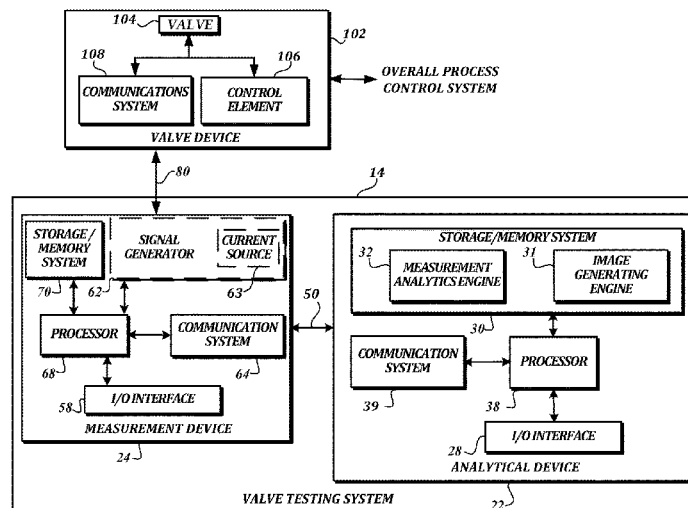 104
VALVE
102
108
106
COMMUNICATIONS
SYSTEM
CONTROL
ELEMENT
OVERALL PROCESS
CONTROL SYSTEM
VALVE DEVICE
80
14
STORAGE /
MEMORY
SYSTEM
SIGNAL
GENERATOR
CURRENT
SOURCE
70
62
63
PROCESSOR
68
COMMUNICATION
SYSTEM
64
I/O INTERFACE
58
MEASUREMENT DEVICE
24
50
STORAGE/MEMORY SYSTEM
32
31
MEASUREMENT
ANALYTICS ENGINE
IMAGE
GENERATING
ENGINE
30
COMMUNICATION
SYSTEM
39
PROCESSOR
38
28
I/O INTERFACE
ANALYTICAL DEVICE
VALVE TESTING SYSTEM
22